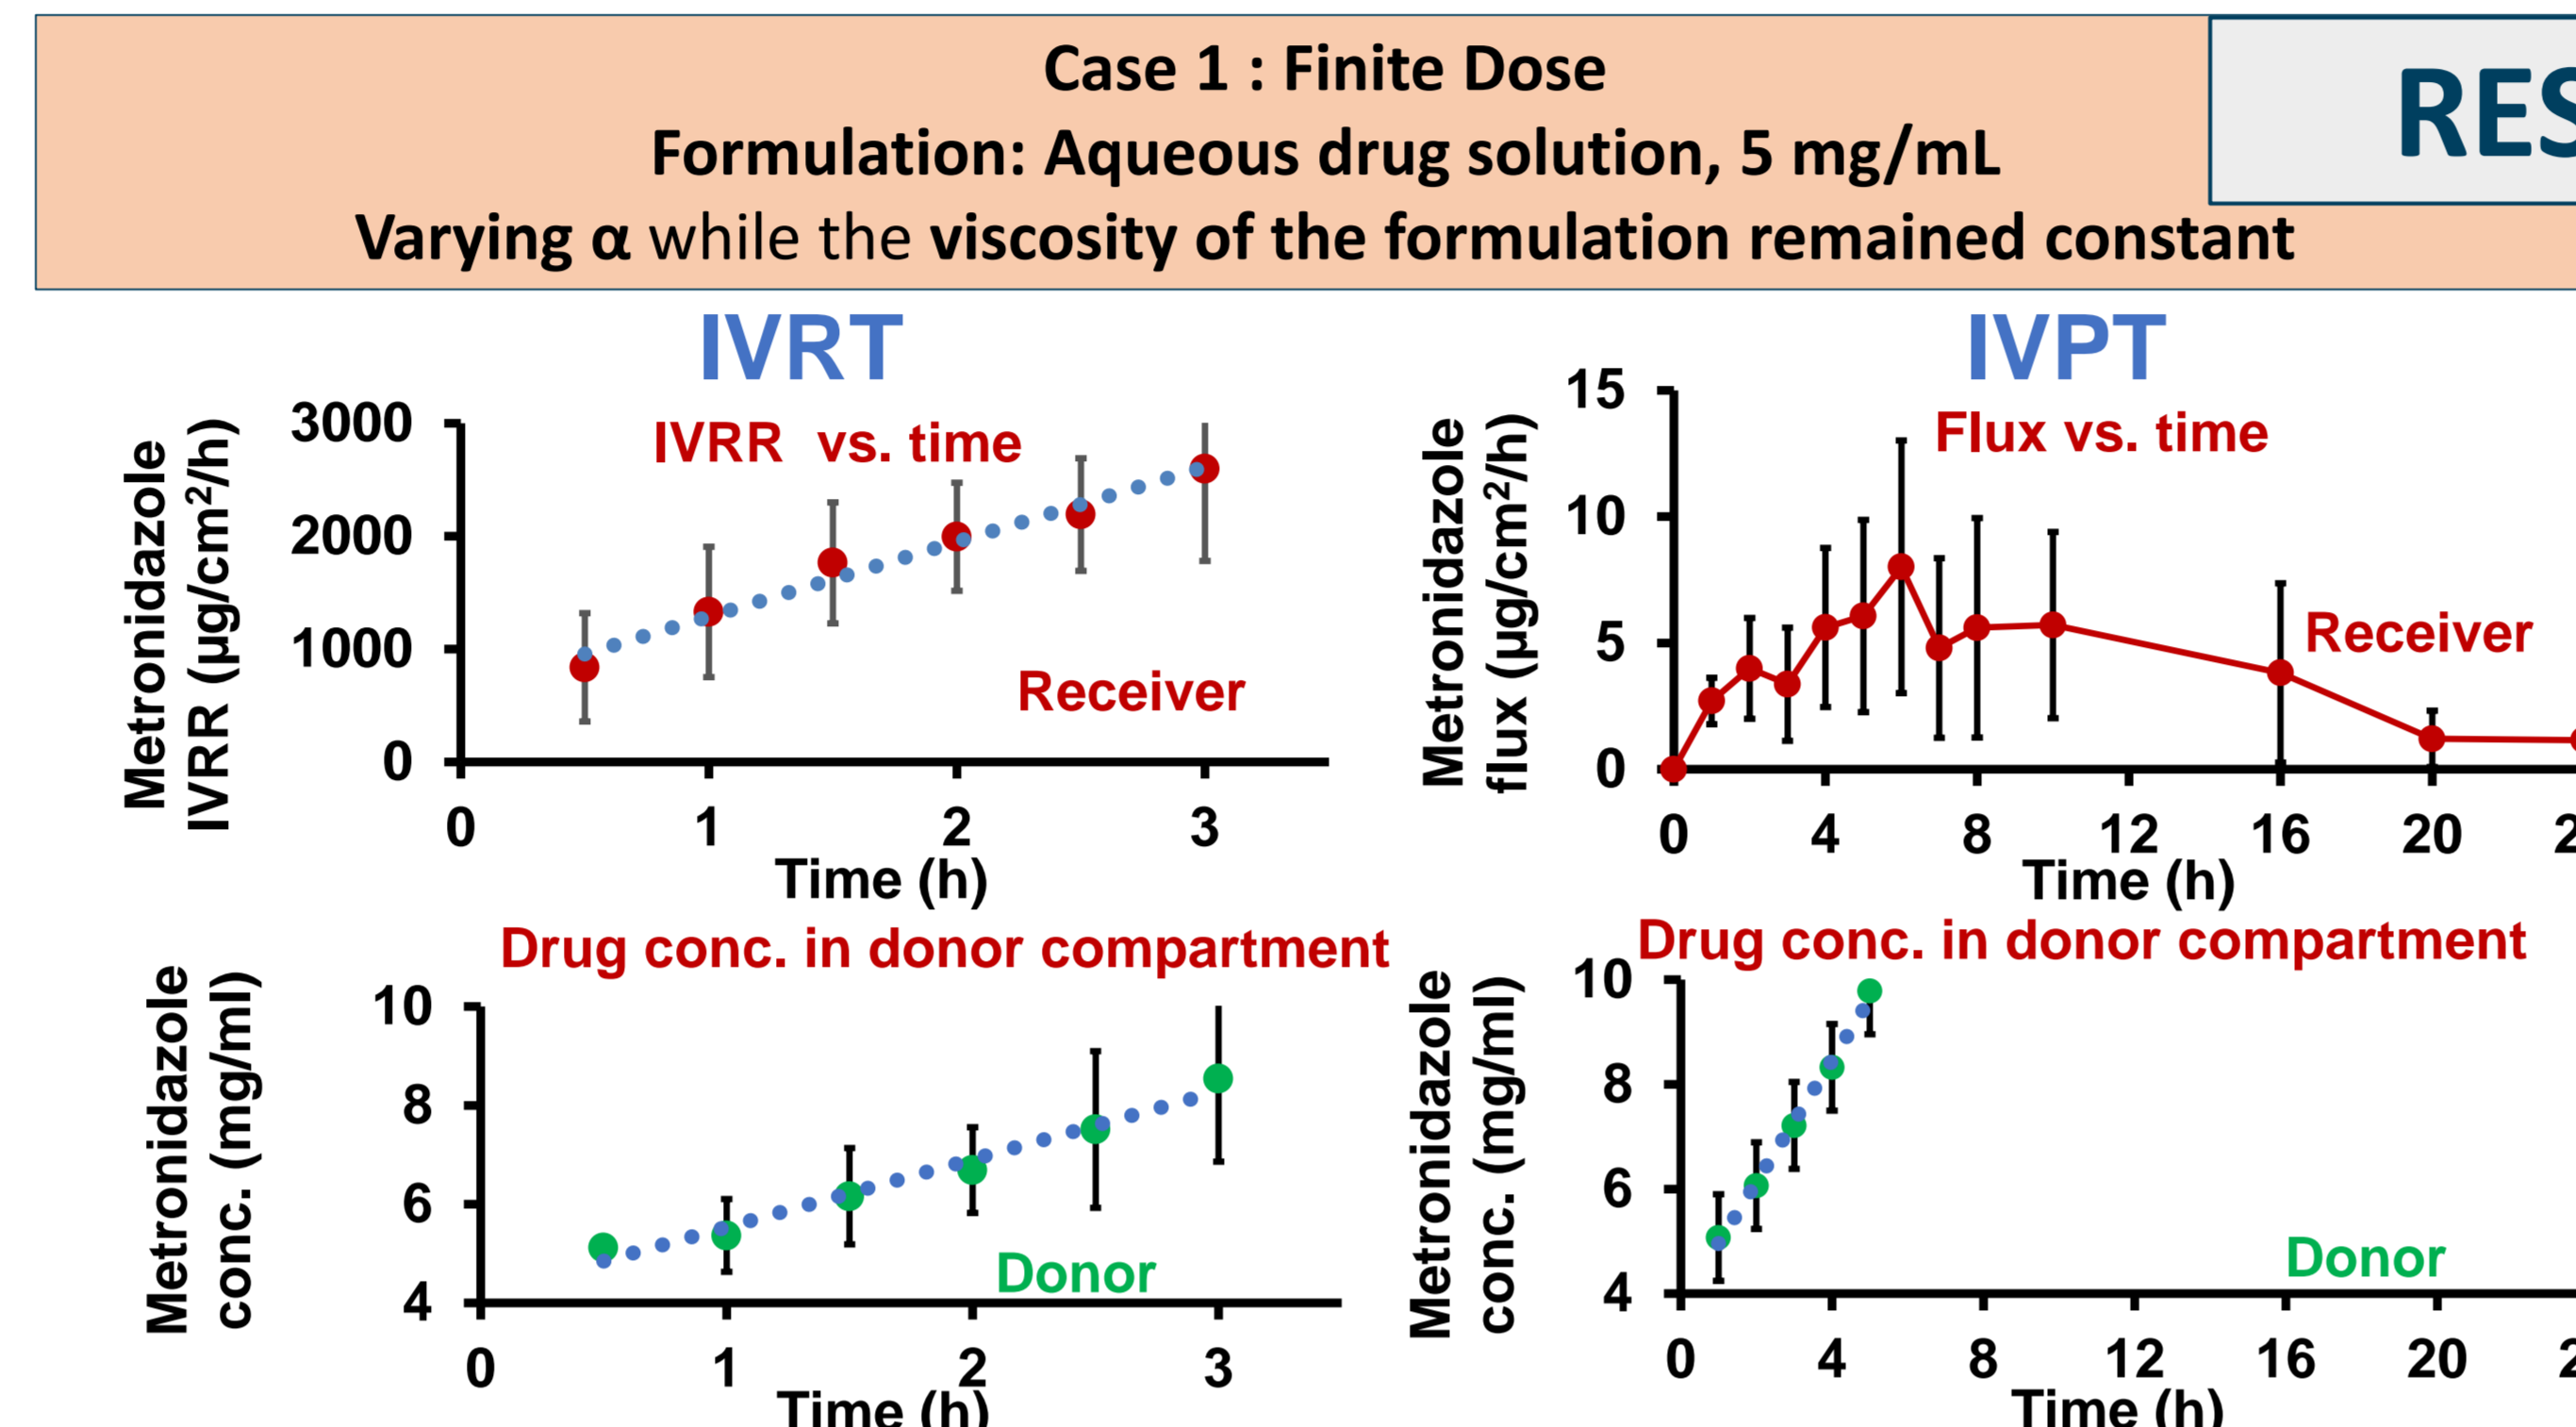 Case 1 : Finite Dose
Formulation: Aqueous drug solution, 5 mg/mL
Varying α while the viscosity of the formulation remained constant
IVRT
IVRR vs. time
Metronidazole
IVRR (µg/cm²/h)
3000
2000
1000
0
Receiver
0 1 2 3
Time (h)
IVPT
Flux vs. time
Metronidazole
flux (µg/cm²/h)
15
10
5
0
Receiver
0 4 8 12 16 20
Time (h)
Drug conc. in donor compartment
Metronidazole
conc. (mg/ml)
10
8
6
4
Donor
0 1 2 3
Time (h)
Drug conc. in donor compartment
Metronidazole
conc. (mg/ml)
10
8
6
4
Donor
0 4 8 12 16 20
Time (h)